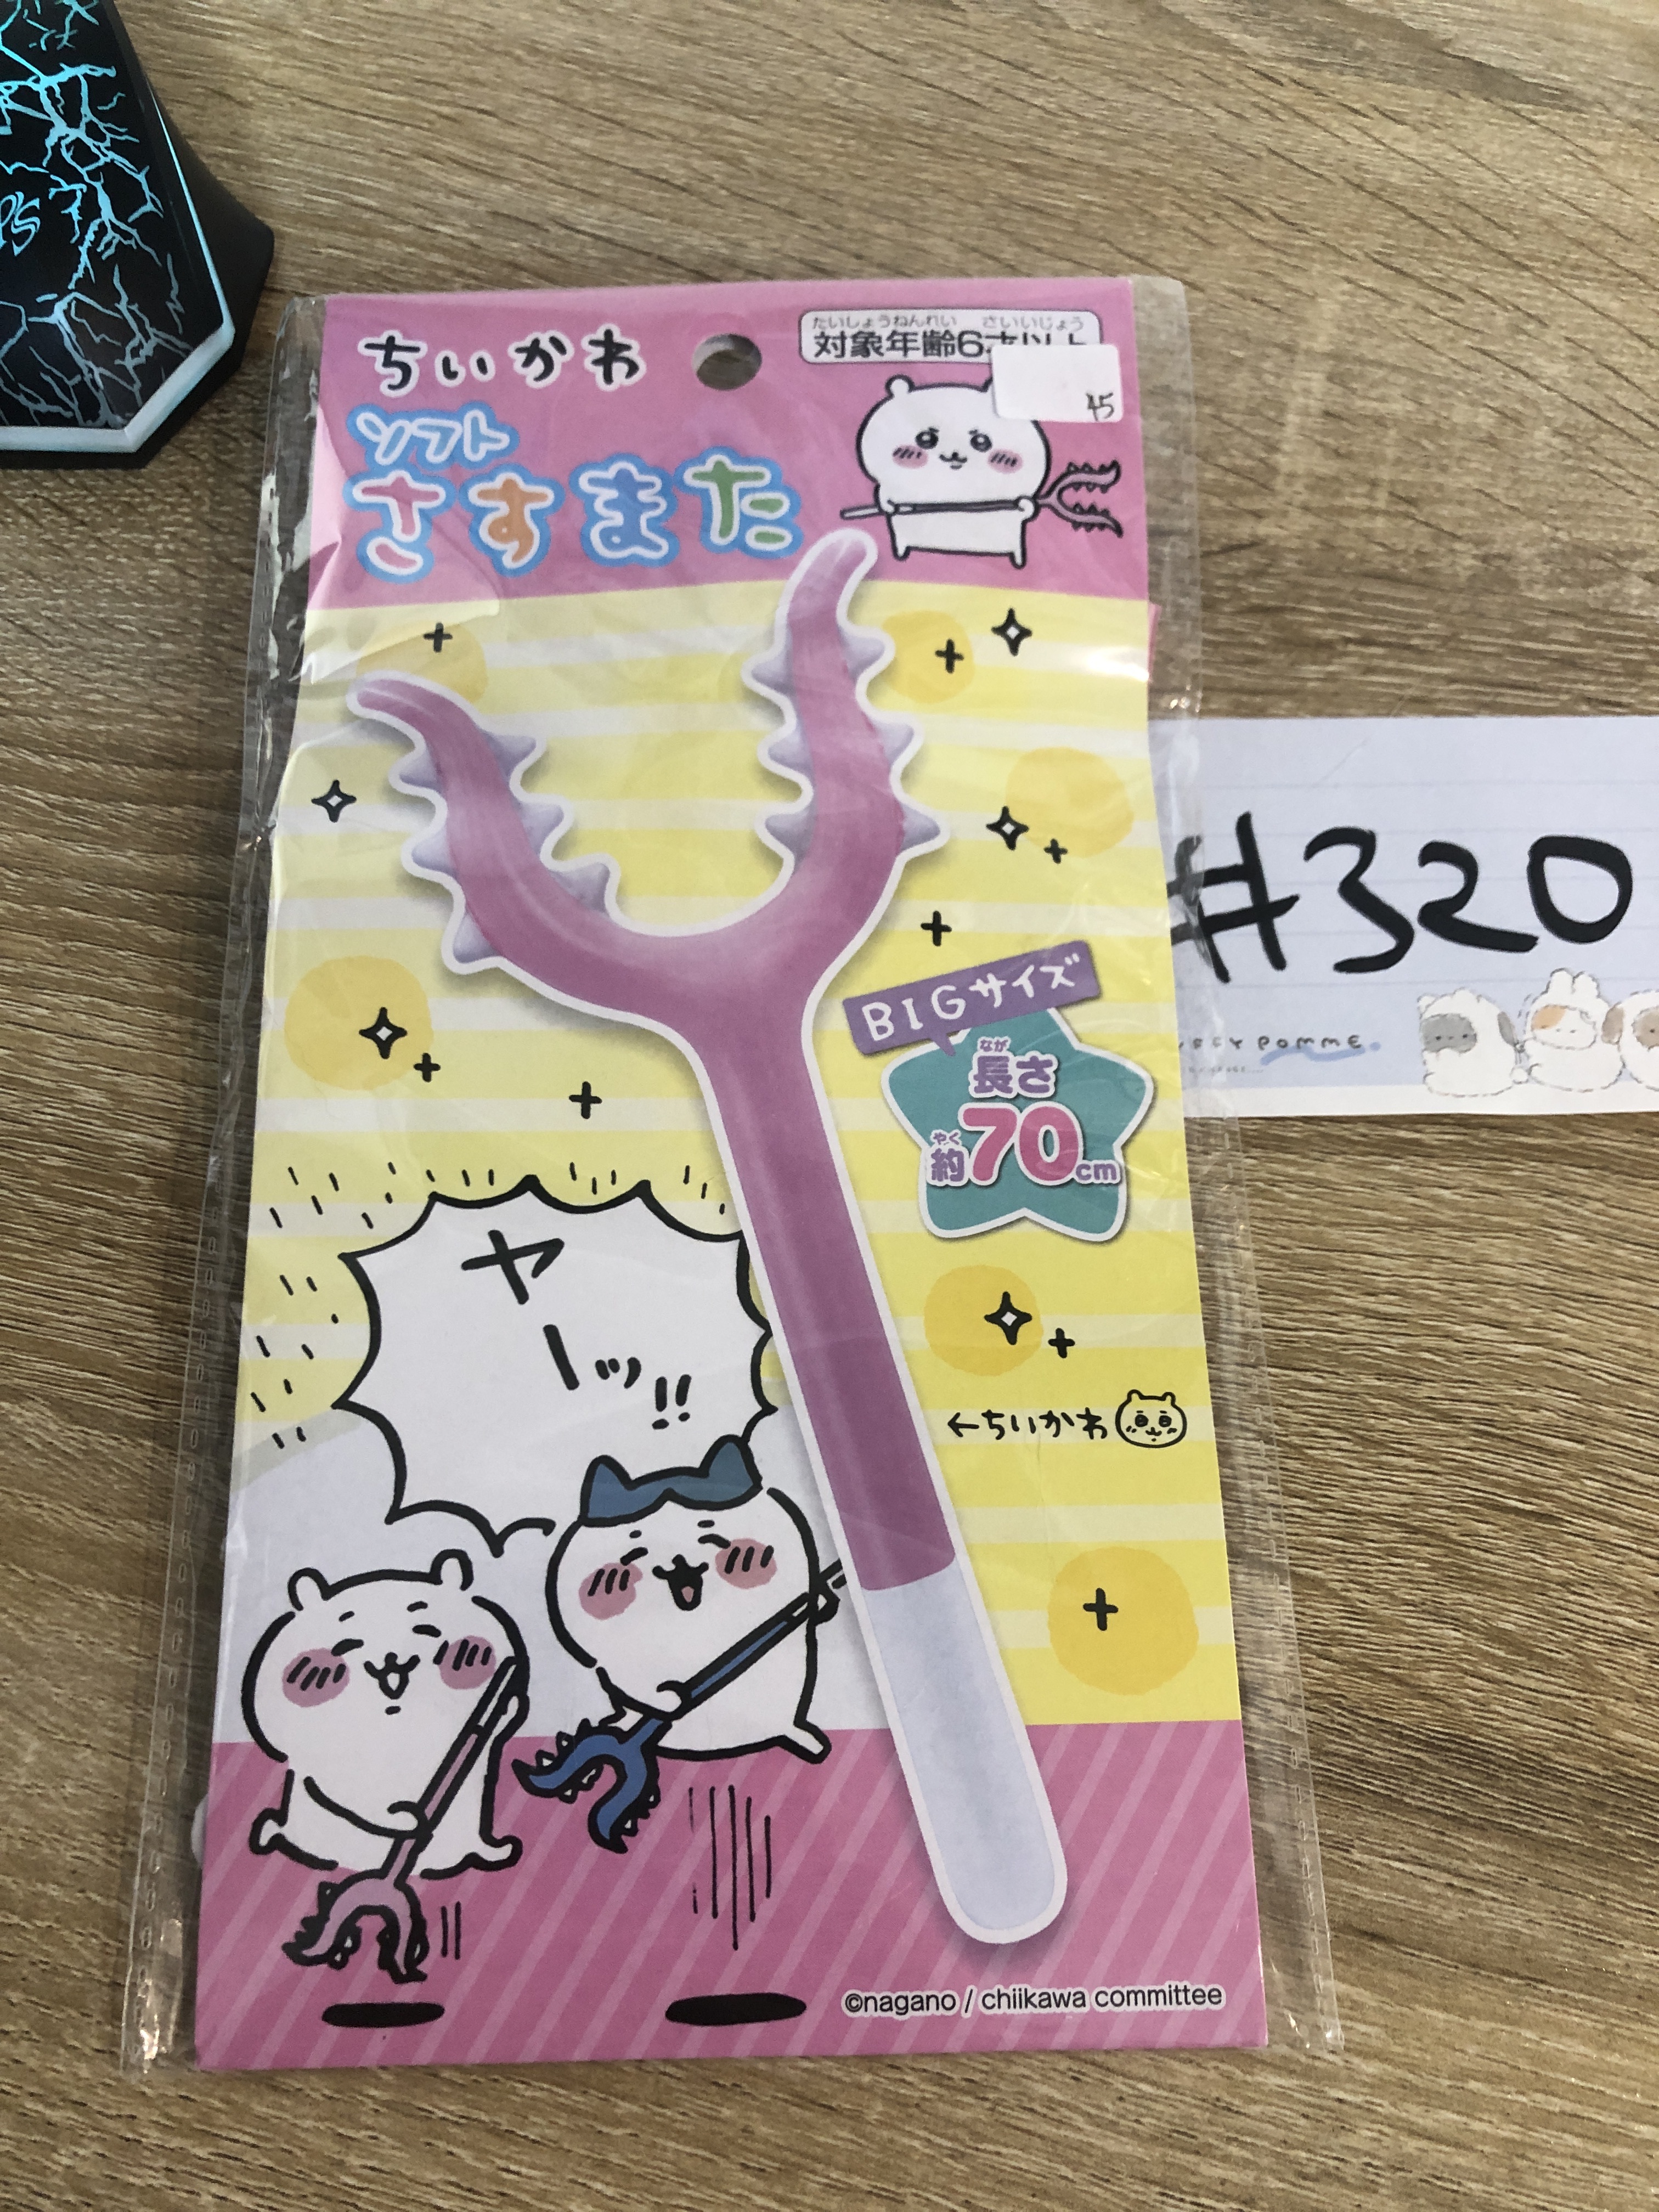 ちいかわ
たいしょうねんれい さいいじょう
対象年齢6才以上
45
ソフト
さすまた
#320
BIGサイズ
なが
長さ
やく
約70cm
POMME
ヤーッ!!
←ちいかわ
©nagano / chiikawa committee